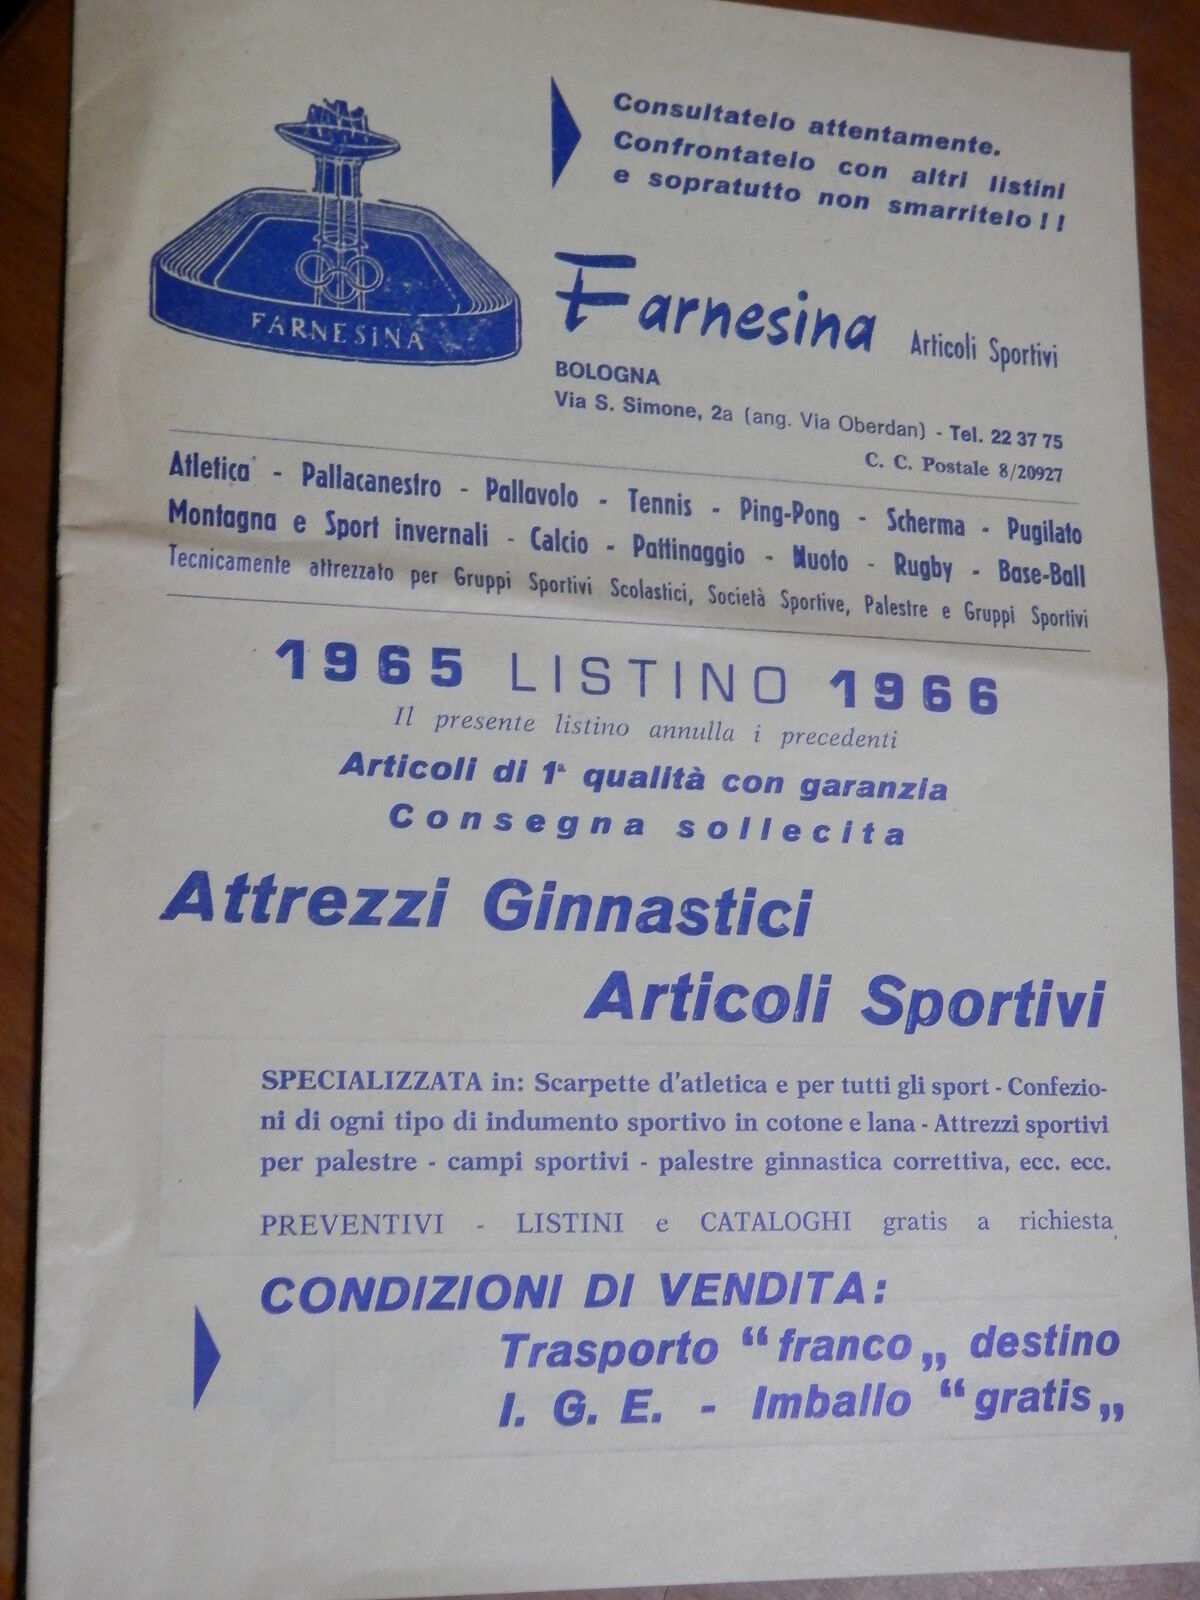 Consultatelo attentamente.
Confrontatelo con altri listini
e sopratutto non smarritelo!!
FARNESINA
Farnesina Articoli Sportivi
BOLOGNA
Via S. Simone, 2a (ang. Via Oberdan) - Tel. 22 37 75
C. C. Postale 8/20927
Atletica - Pallacanestro - Pallavolo - Tennis - Ping-Pong - Scherma - Pugilato
Montagna e Sport invernali - Calcio - Pattinaggio - Nuoto - Rugby - Base-Ball
Tecnicamente attrezzato per Gruppi Sportivi Scolastici, Società Sportive, Palestre e Gruppi Sportivi
1965 LISTINO 1966
Il presente listino annulla i precedenti
Articoli di 1ª qualità con garanzia
Consegna sollecita
Attrezzi Ginnastici
Articoli Sportivi
SPECIALIZZATA in: Scarpette d'atletica e per tutti gli sport - Confezio-
ni di ogni tipo di indumento sportivo in cotone e lana - Attrezzi sportivi
per palestre - campi sportivi - palestre ginnastica correttiva, ecc. ecc.
PREVENTIVI - LISTINI e CATALOGHI gratis a richiesta
CONDIZIONI DI VENDITA:
Trasporto “franco„ destino
I. G. E. - Imballo “gratis„